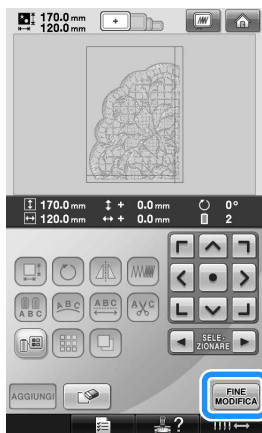 170.0 mm
120.0 mm
170.0 mm + 0.0 mm 0°
120.0 mm + 0.0 mm 2
A B C
A B C
A B C
A Y C
SELE-
ZIONARE
AGGIUNGI
FINE
MODIFICA
?